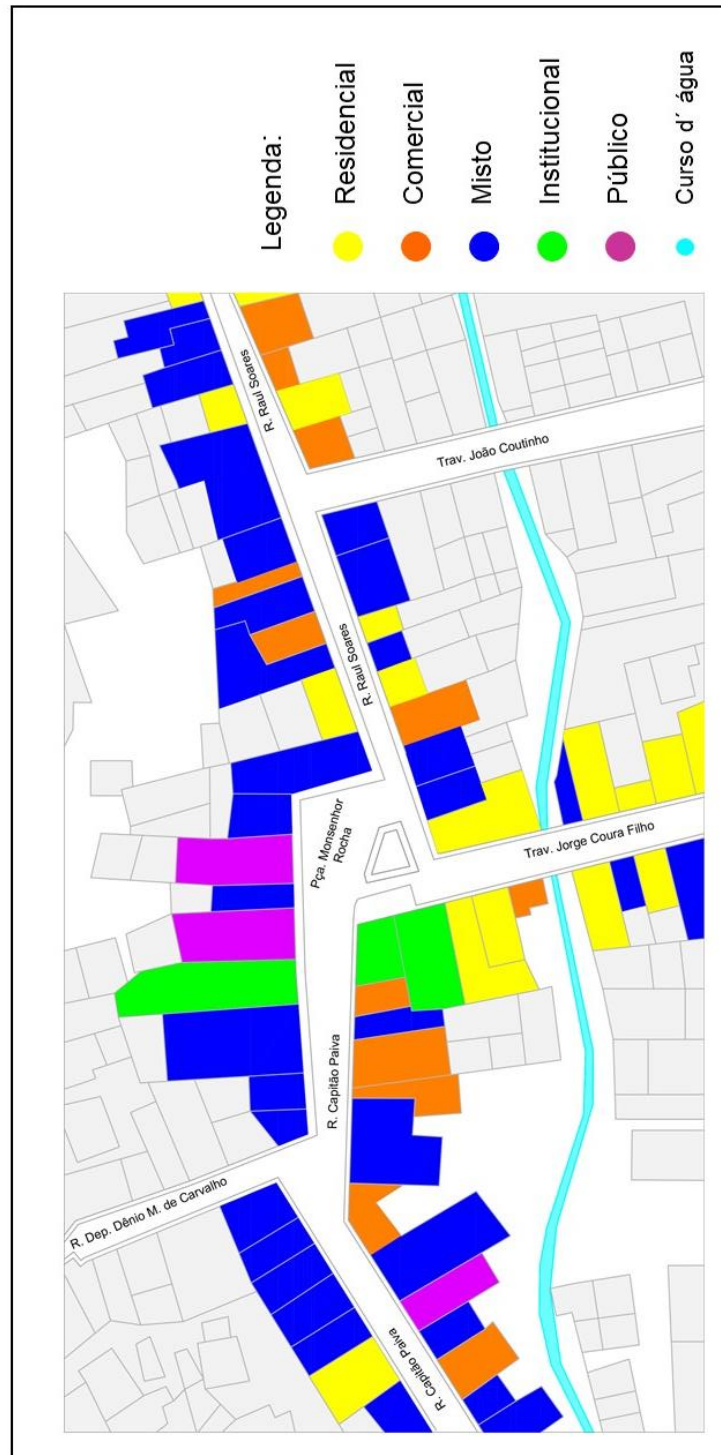 Legenda:
Residencial
Comercial
Misto
Institucional
Público
Curso d´ água
R. Raul Soares
Trav. João Coutinho
R. Raul Soares
Pça. Monsenhor
Rocha
Trav. Jorge Coura Filho
R. Capitão Paiva
R. Dep. Dênio M. de Carvalho
R. Capitão Paiva